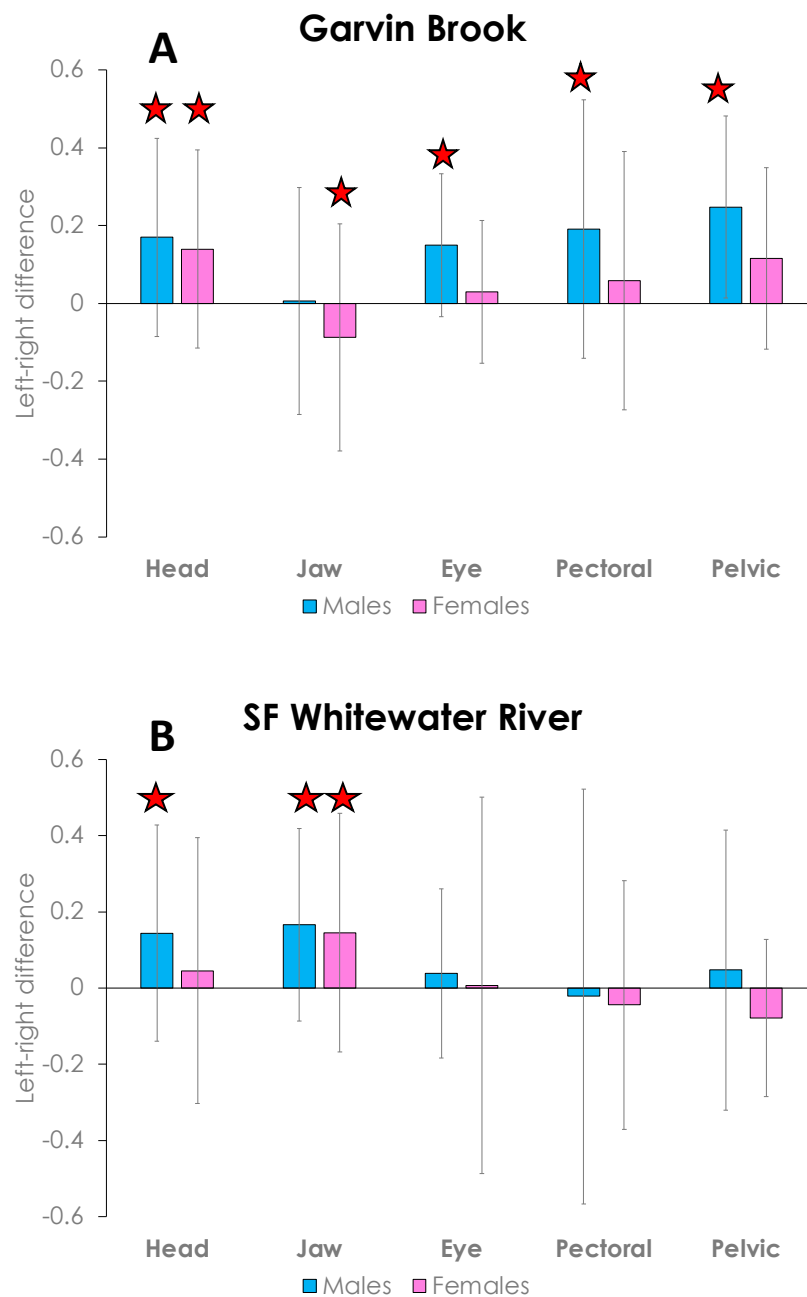 A
Garvin Brook
Left-right difference
0.6
0.4
0.2
0
-0.2
-0.4
-0.6
Head Jaw Eye Pectoral Pelvic
Males Females
B
SF Whitewater River
Left-right difference
0.6
0.4
0.2
0
-0.2
-0.4
-0.6
Head Jaw Eye Pectoral Pelvic
Males Females